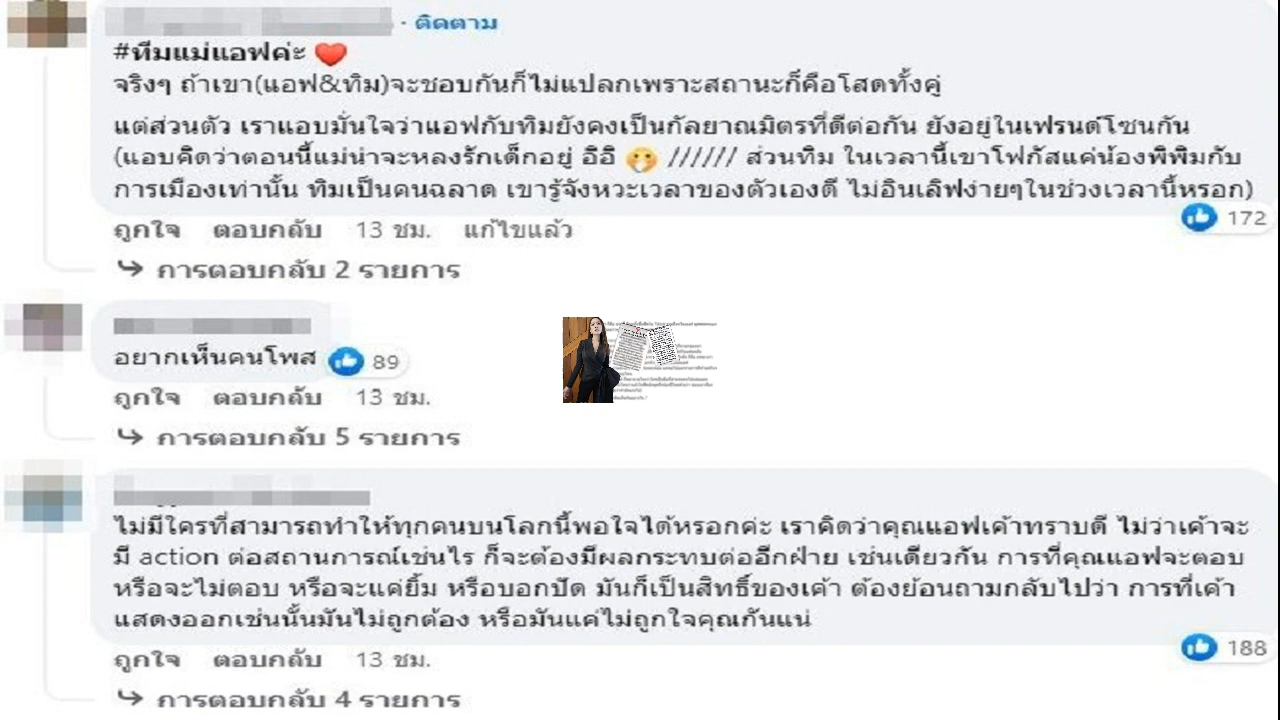 · ติดตาม
#ทีมแม่แอฟค่ะ ❤️
จริงๆ ถ้าเขา(แอฟ&ทิม)จะชอบกันก็ไม่แปลกเพราะสถานะก็คือโสดทั้งคู่
แต่ส่วนตัว เราแอบมั่นใจว่าแอฟกับทิมยังคงเป็นกัลยาณมิตรที่ดีต่อกัน ยังอยู่ในเฟรนด์โซนกัน
(แอบคิดว่าตอนนี้แม่น่าจะหลงรักเด็กอยู่ อิอิ 🤭 ////// ส่วนทิม ในเวลานี้เขาโฟกัสแค่น้องพิพิมกับ
การเมืองเท่านั้น ทิมเป็นคนฉลาด เขารู้จังหวะเวลาของตัวเองดี ไม่อินเลิฟง่ายๆในช่วงเวลานี้หรอก)
172
ถูกใจ ตอบกลับ 13 ชม. แก้ไขแล้ว
การตอบกลับ 2 รายการ
อยากเห็นคนโพส 89
ถูกใจ ตอบกลับ 13 ชม.
การตอบกลับ 5 รายการ
ไม่มีใครที่สามารถทำให้ทุกคนบนโลกนี้พอใจได้หรอกค่ะ เราคิดว่าคุณแอฟเค้าทราบดี ไม่ว่าเค้าจะ
มี action ต่อสถานการณ์เช่นไร ก็จะต้องมีผลกระทบต่ออีกฝ่าย เช่นเดียวกัน การที่คุณแอฟจะตอบ
หรือจะไม่ตอบ หรือจะแค่ยิ้ม หรือบอกปัด มันก็เป็นสิทธิ์ของเค้า ต้องย้อนถามกลับไปว่า การที่เค้า
แสดงออกเช่นนั้นมันไม่ถูกต้อง หรือมันแค่ไม่ถูกใจคุณกันแน่
188
ถูกใจ ตอบกลับ 13 ชม.
การตอบกลับ 4 รายการ